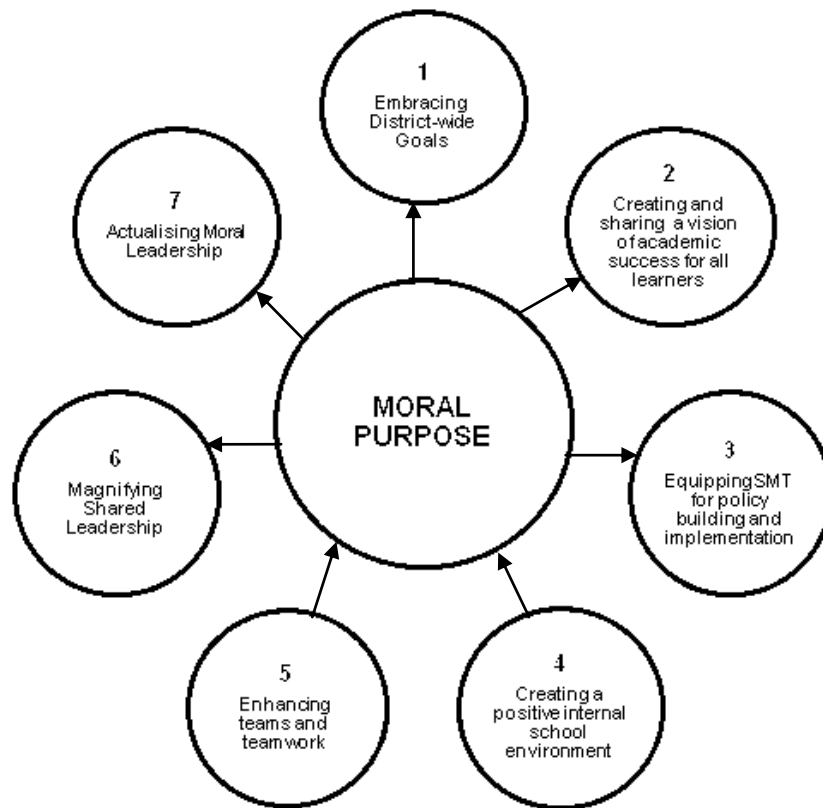 1
Embracing
District-wide
Goals
2
Creating and
sharing a vision
of academic
success for all
learners
3
Equipping SMT
for policy
building and
implementation
4
Creating a
positive internal
school
environment
5
Enhancing
teams and
teamwork
6
Magnifying
Shared
Leadership
7
Actualising Moral
Leadership
MORAL
PURPOSE